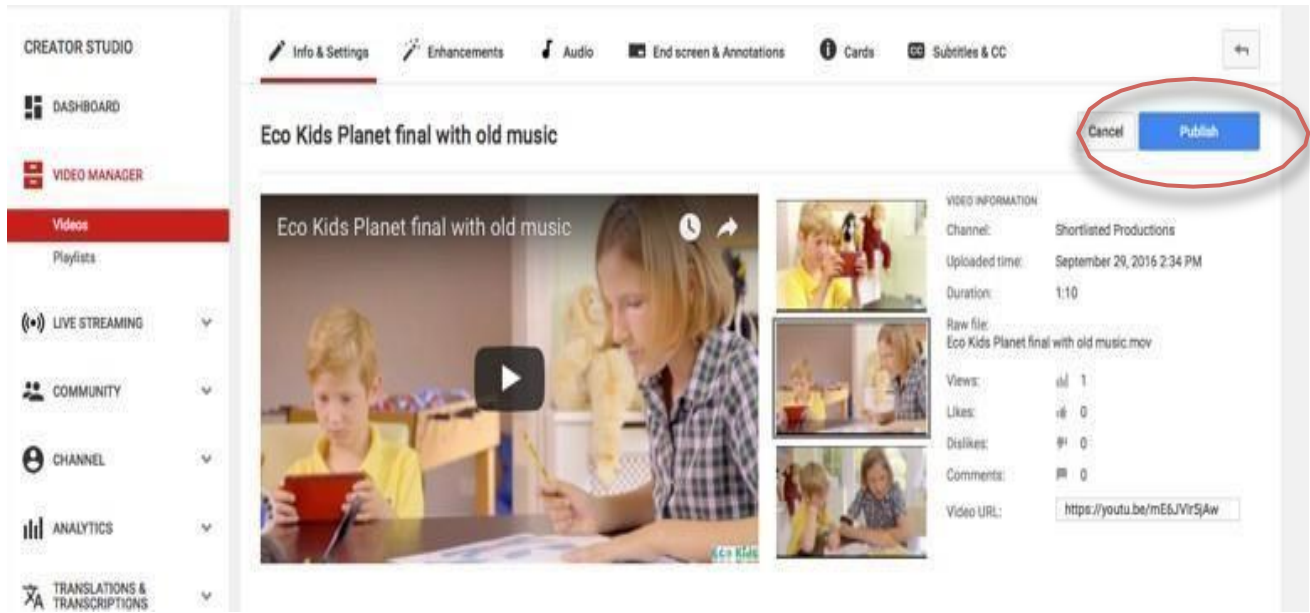 CREATOR STUDIO
DASHBOARD
VIDEO MANAGER
Videos
Playlists
LIVE STREAMING
COMMUNITY
CHANNEL
ANALYTICS
TRANSLATIONS &
TRANSCRIPTIONS
Info & Settings
Enhancements
Audio
End screen & Annotations
Cards
CC Subtitles & CC
Eco Kids Planet final with old music
Cancel
Publish
Eco Kids Planet final with old music
Eco Kids
VIDEO INFORMATION
Channel: Shortlisted Productions
Uploaded time: September 29, 2016 2:34 PM
Duration: 1:10
Raw file:
Eco Kids Planet final with old music.mov
Views: 1
Likes: 0
Dislikes: 0
Comments: 0
Video URL: